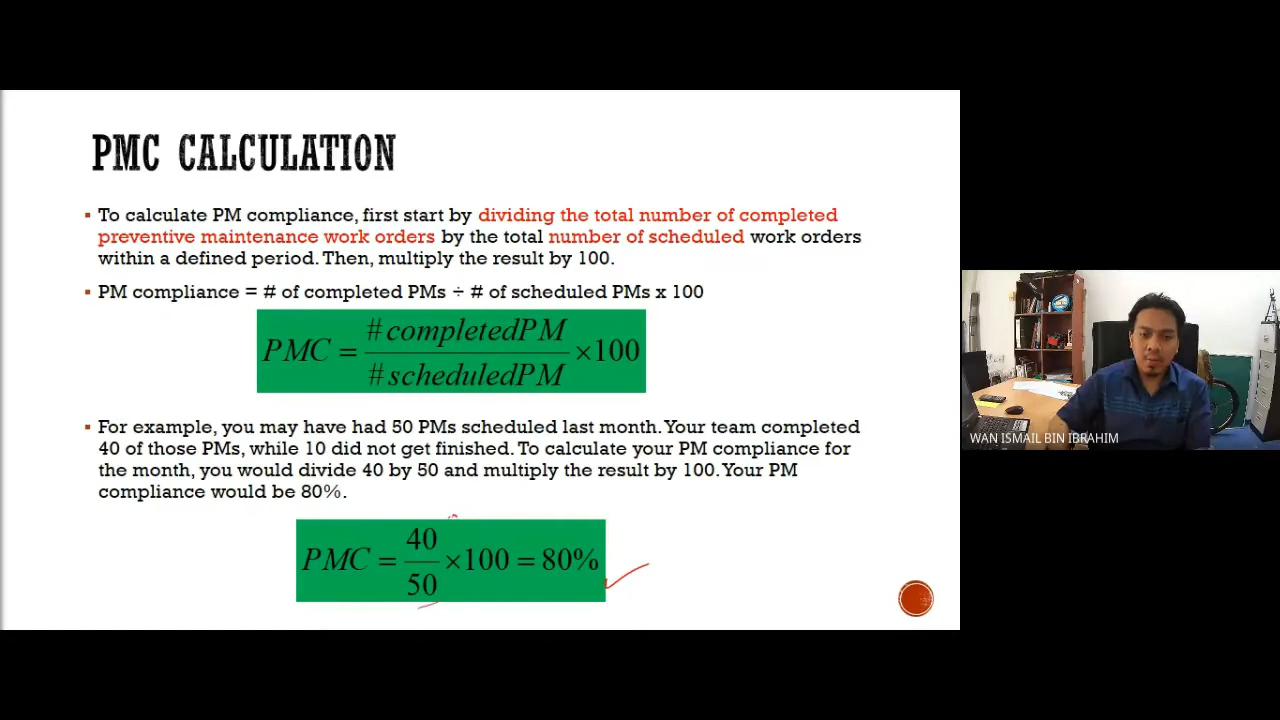 PMC CALCULATION
▪ To calculate PM compliance, first start by dividing the total number of completed
preventive maintenance work orders by the total number of scheduled work orders
within a defined period. Then, multiply the result by 100.
▪ PM compliance = # of completed PMs ÷ # of scheduled PMs x 100
PMC = #completedPM / #scheduledPM ×100
▪ For example, you may have had 50 PMs scheduled last month. Your team completed
40 of those PMs, while 10 did not get finished. To calculate your PM compliance for
the month, you would divide 40 by 50 and multiply the result by 100. Your PM
compliance would be 80%.
PMC = 40 / 50 ×100 = 80%
WAN ISMAIL BIN IBRAHIM